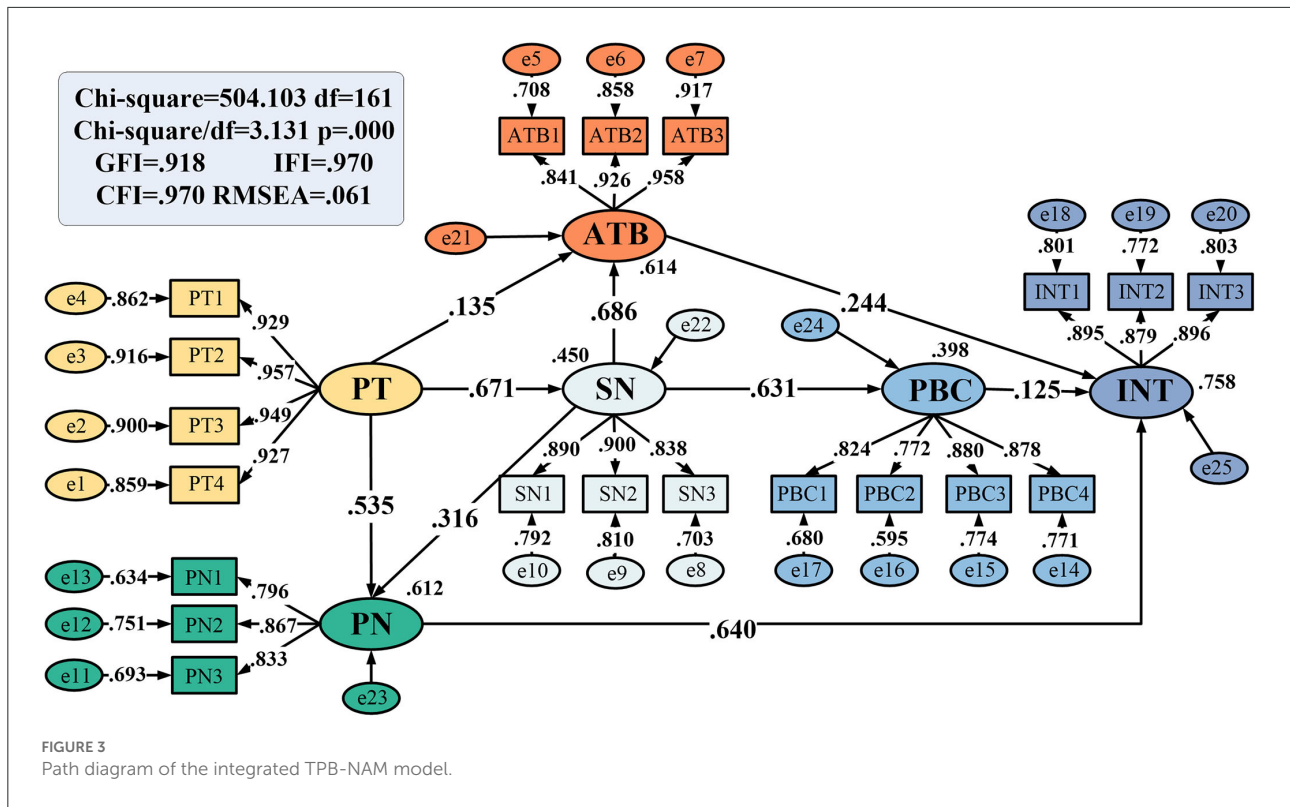 Chi-square=504.103 df=161
Chi-square/df=3.131 p=.000
GFI=.918 IFI=.970
CFI=.970 RMSEA=.061
e5 e6 e7
.708 .858 .917
ATB1 ATB2 ATB3
.841 .926 .958
e21 ATB .614
e18 e19 e20
.801 .772 .803
INT1 INT2 INT3
.895 .879 .896
e4 .862 PT1 .929
e3 .916 PT2 .957
e2 .900 PT3 .949
e1 .859 PT4 .927
.135 .686 .244
e22 e24
.450 .398
PT .671 SN .631 PBC .125 INT .758
e25
.890 .900 .838
SN1 SN2 SN3
.792 .810 .703
e10 e9 e8
.824 .772 .880 .878
PBC1 PBC2 PBC3 PBC4
.680 .595 .774 .771
e17 e16 e15 e14
.535 .316
e13 .634 PN1 .796
e12 .751 PN2 .867
e11 .693 PN3 .833
PN .612 .640
e23
FIGURE 3
Path diagram of the integrated TPB-NAM model.